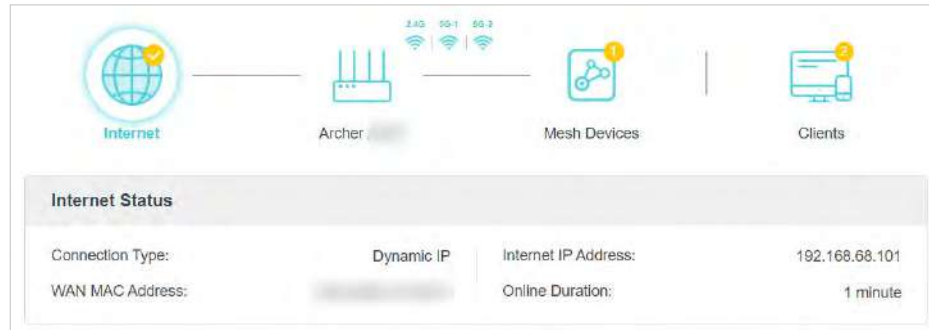 2.4G 5G-1 5G-2
1
2
Internet
Archer
Mesh Devices
Clients
Internet Status
Connection Type: Dynamic IP
Internet IP Address: 192.168.68.101
WAN MAC Address:
Online Duration: 1 minute